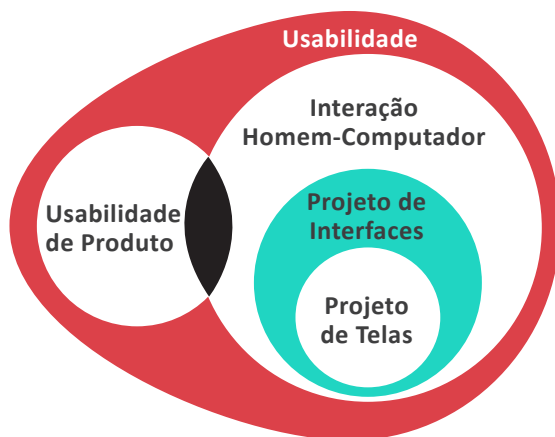 Usabilidade
Interação
Homem-Computador
Usabilidade
de Produto
Projeto de
Interfaces
Projeto
de Telas